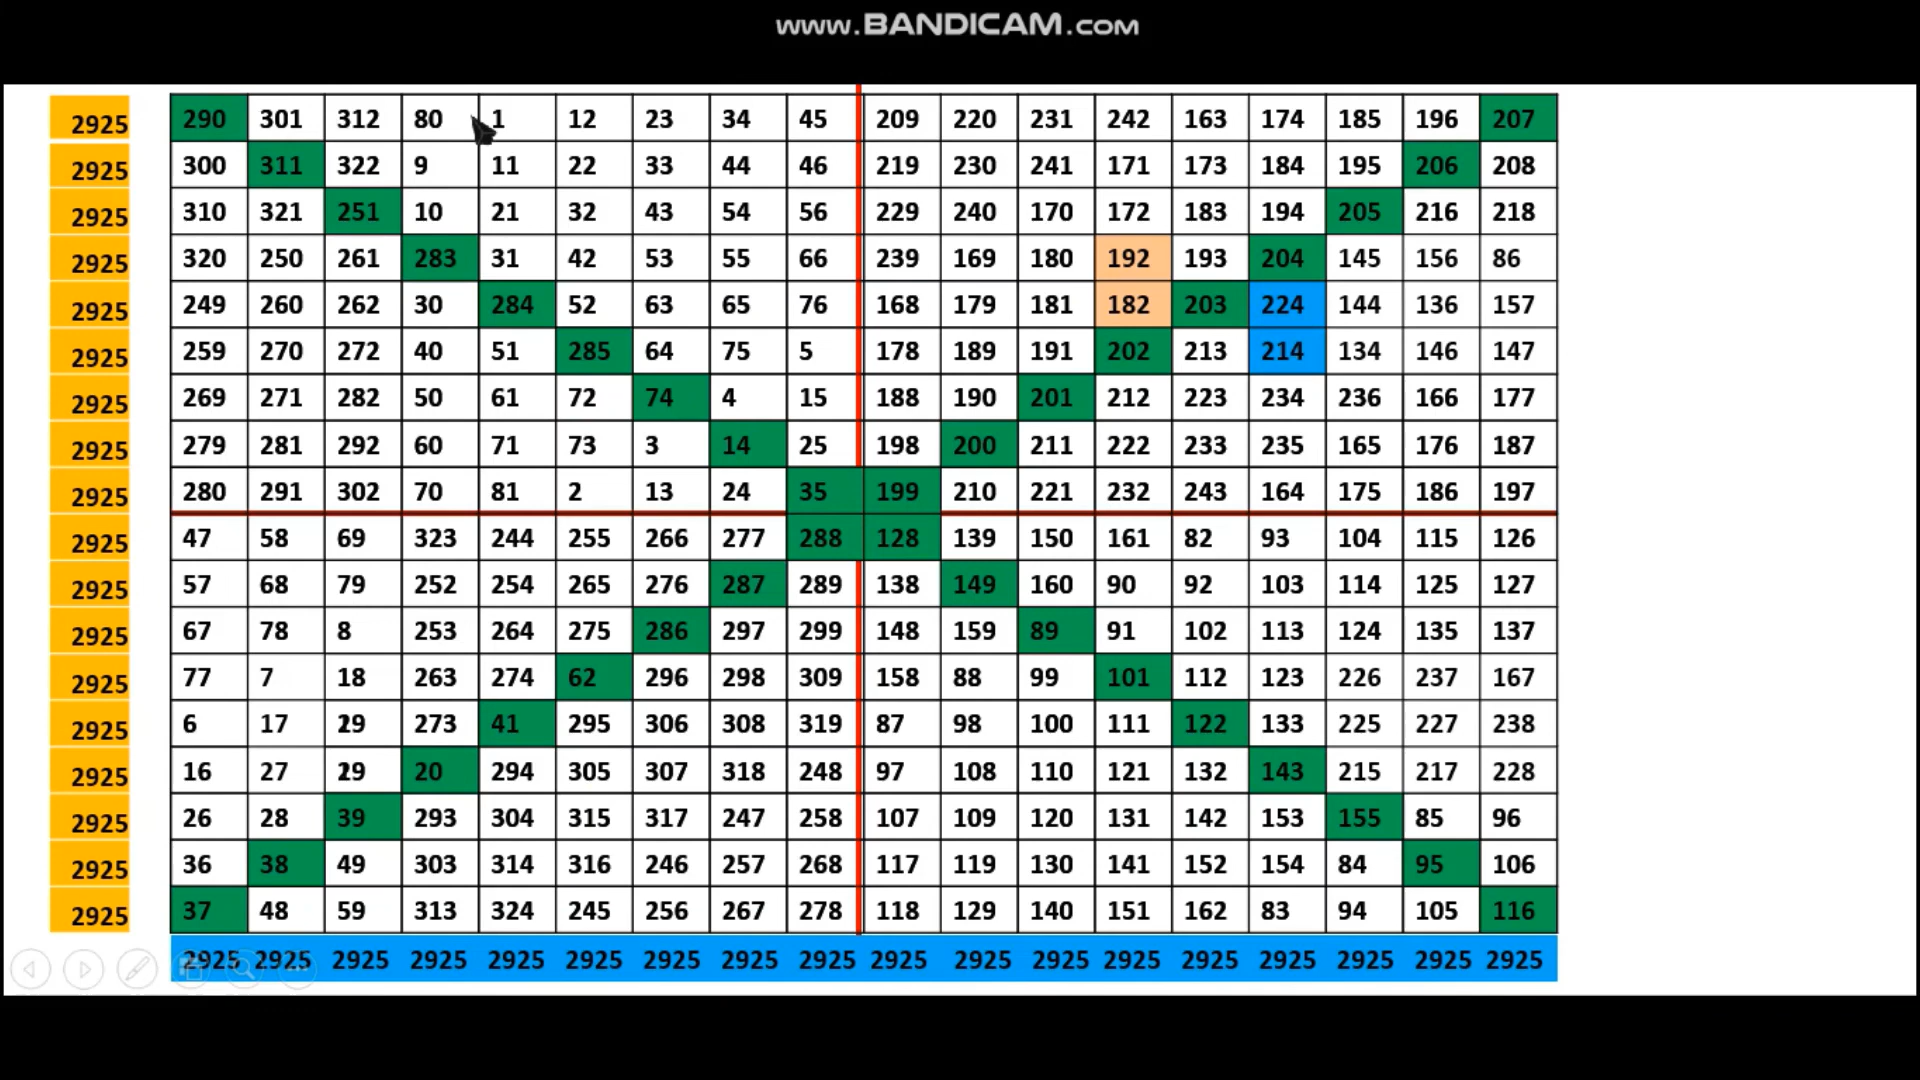 www.BANDICAM.com
2925 290 301 312 80 1 12 23 34 45 209 220 231 242 163 174 185 196 207
2925 300 311 322 9 11 22 33 44 46 219 230 241 171 173 184 195 206 208
2925 310 321 251 10 21 32 43 54 56 229 240 170 172 183 194 205 216 218
2925 320 250 261 283 31 42 53 55 66 239 169 180 192 193 204 145 156 86
2925 249 260 262 30 284 52 63 65 76 168 179 181 182 203 224 144 136 157
2925 259 270 272 40 51 285 64 75 5 178 189 191 202 213 214 134 146 147
2925 269 271 282 50 61 72 74 4 15 188 190 201 212 223 234 236 166 177
2925 279 281 292 60 71 73 3 14 25 198 200 211 222 233 235 165 176 187
2925 280 291 302 70 81 2 13 24 35 199 210 221 232 243 164 175 186 197
2925 47 58 69 323 244 255 266 277 288 128 139 150 161 82 93 104 115 126
2925 57 68 79 252 254 265 276 287 289 138 149 160 90 92 103 114 125 127
2925 67 78 8 253 264 275 286 297 299 148 159 89 91 102 113 124 135 137
2925 77 7 18 263 274 62 296 298 309 158 88 99 101 112 123 226 237 167
2925 6 17 273 41 295 306 308 319 87 98 100 111 122 133 225 227 238
2925 16 27 20 294 305 307 318 248 97 108 110 121 132 143 215 217 228
2925 26 28 39 293 304 315 317 247 258 107 109 120 131 142 153 155 85 96
2925 36 38 49 303 314 316 246 257 268 117 119 130 141 152 154 84 95 106
2925 37 48 59 313 324 245 256 267 278 118 129 140 151 162 83 94 105 116
2925 2925 2925 2925 2925 2925 2925 2925 2925 2925 2925 2925 2925 2925 2925 2925 2925 2925